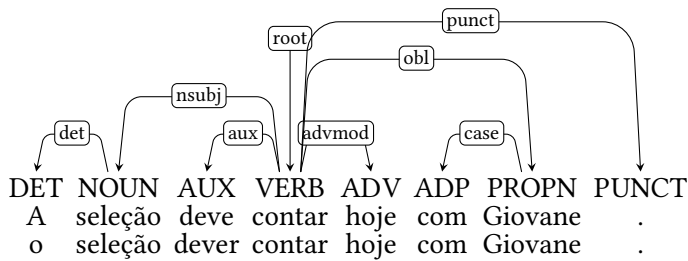 punct
root
obl
nsubj
det aux advmod case
DET NOUN AUX VERB ADV ADP PROPN PUNCT
A seleção deve contar hoje com Giovane .
o seleção dever contar hoje com Giovane .